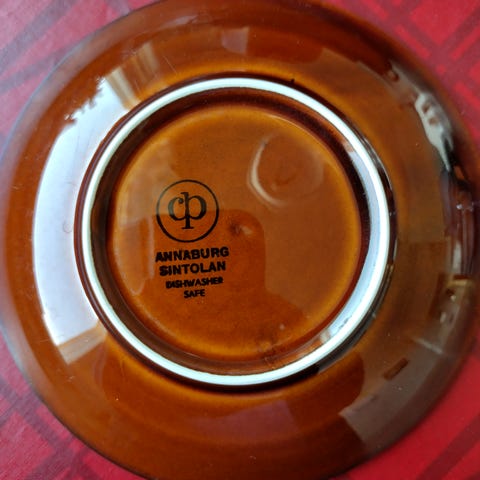 cp
ANNABURG
SINTOLAN
DISHWASHER
SAFE